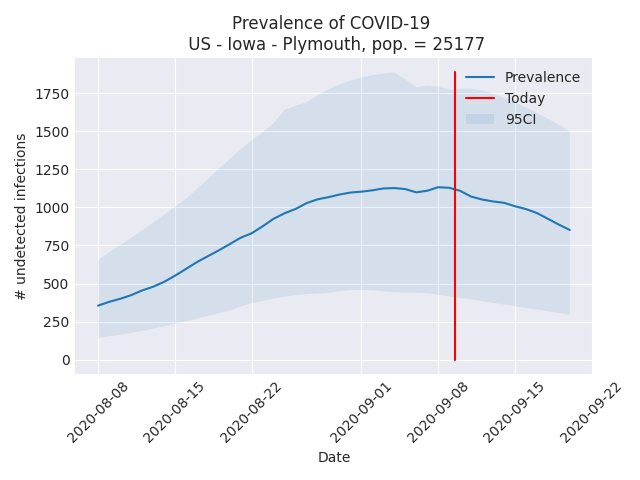 Prevalence of COVID-19
US - Iowa - Plymouth, pop. = 25177
Prevalence
Today
95CI
# undetected infections
1750
1500
1250
1000
750
500
250
0
2020-08-08
2020-08-15
2020-08-22
2020-09-01
2020-09-08
2020-09-15
2020-09-22
Date